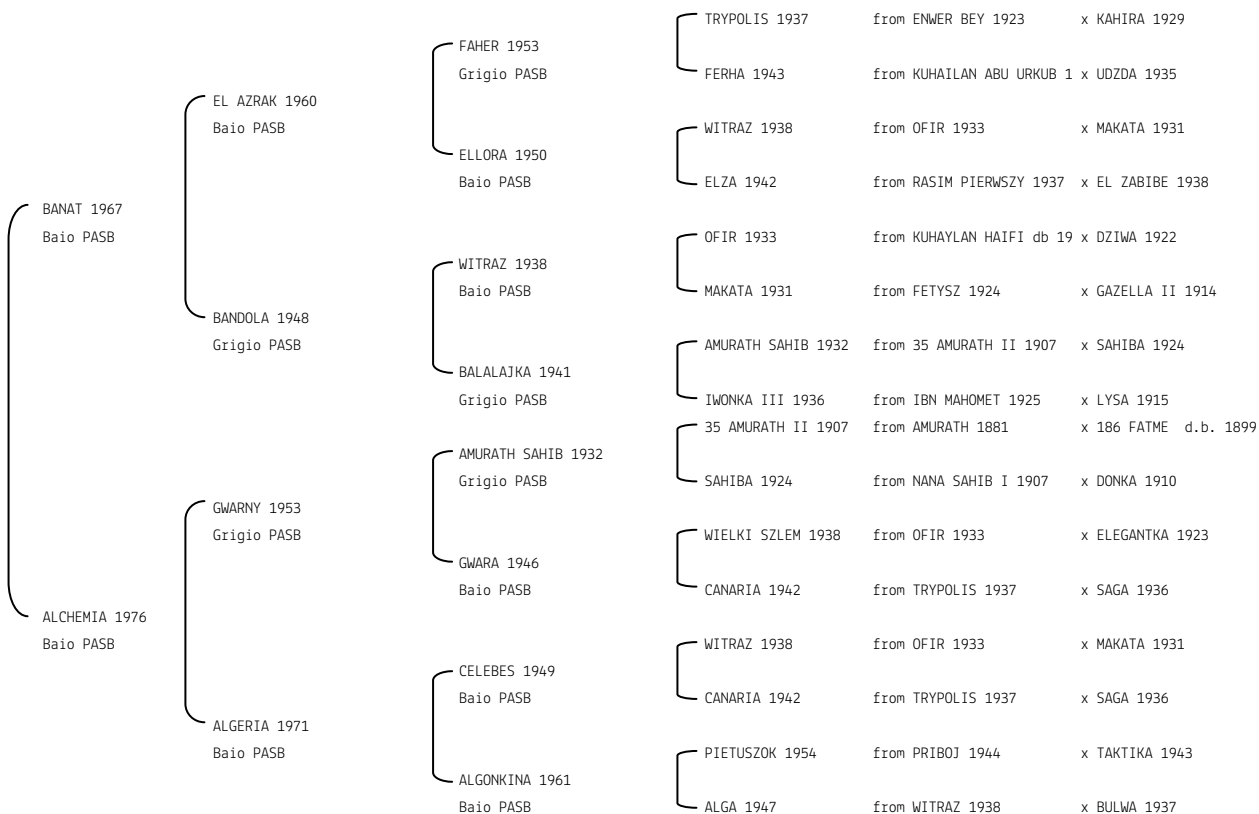 TRYPOLIS 1937 from ENWER BEY 1923 x KAHIRA 1929
FAHER 1953
Grigio PASB FERHA 1943 from KUHAILAN ABU URKUB 1 x UDZDA 1935
EL AZRAK 1960
Baio PASB WITRAZ 1938 from OFIR 1933 x MAKATA 1931
ELLORA 1950
Baio PASB ELZA 1942 from RASIM PIERWSZY 1937 x EL ZABIBE 1938
BANAT 1967
Baio PASB OFIR 1933 from KUHAYLAN HAIFI db 19 x DZIWA 1922
WITRAZ 1938
Baio PASB MAKATA 1931 from FETYSZ 1924 x GAZELLA II 1914
BANDOLA 1948
Grigio PASB AMURATH SAHIB 1932 from 35 AMURATH II 1907 x SAHIBA 1924
BALALAJKA 1941
Grigio PASB IWONKA III 1936 from IBN MAHOMET 1925 x LYSA 1915
35 AMURATH II 1907 from AMURATH 1881 x 186 FATME d.b. 1899
AMURATH SAHIB 1932
Grigio PASB SAHIBA 1924 from NANA SAHIB I 1907 x DONKA 1910
GWARNY 1953
Grigio PASB WIELKI SZLEM 1938 from OFIR 1933 x ELEGANTKA 1923
GWARA 1946
Baio PASB CANARIA 1942 from TRYPOLIS 1937 x SAGA 1936
ALCHEMIA 1976
Baio PASB WITRAZ 1938 from OFIR 1933 x MAKATA 1931
CELEBES 1949
Baio PASB CANARIA 1942 from TRYPOLIS 1937 x SAGA 1936
ALGERIA 1971
Baio PASB PIETUSZOK 1954 from PRIBOJ 1944 x TAKTIKA 1943
ALGONKINA 1961
Baio PASB ALGA 1947 from WITRAZ 1938 x BULWA 1937